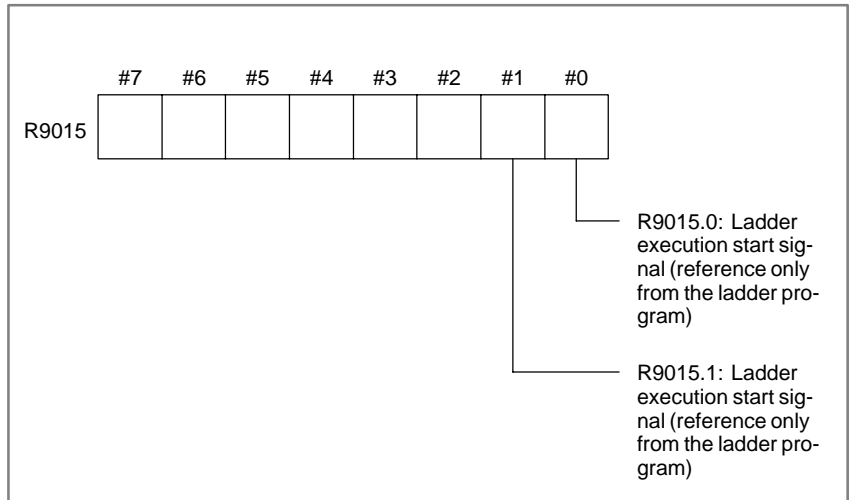 #7 #6 #5 #4 #3 #2 #1 #0
R9015
R9015.0: Ladder
execution start sig-
nal (reference only
from the ladder pro-
gram)
R9015.1: Ladder
execution start sig-
nal (reference only
from the ladder pro-
gram)